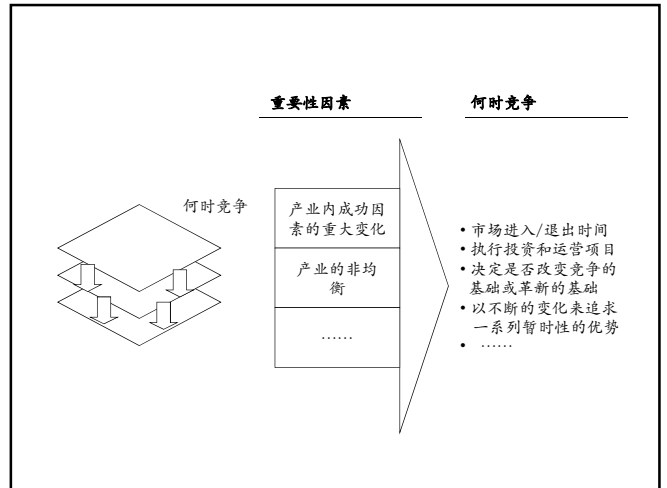 重要性因素
何时竞争
何时竞争
产业内成功因
素的重大变化
产业的非均
衡
……
• 市场进入/退出时间
• 执行投资和运营项目
• 决定是否改变竞争的
基础或革新的基础
• 以不断的变化来追求
一系列暂时性的优势
• ……